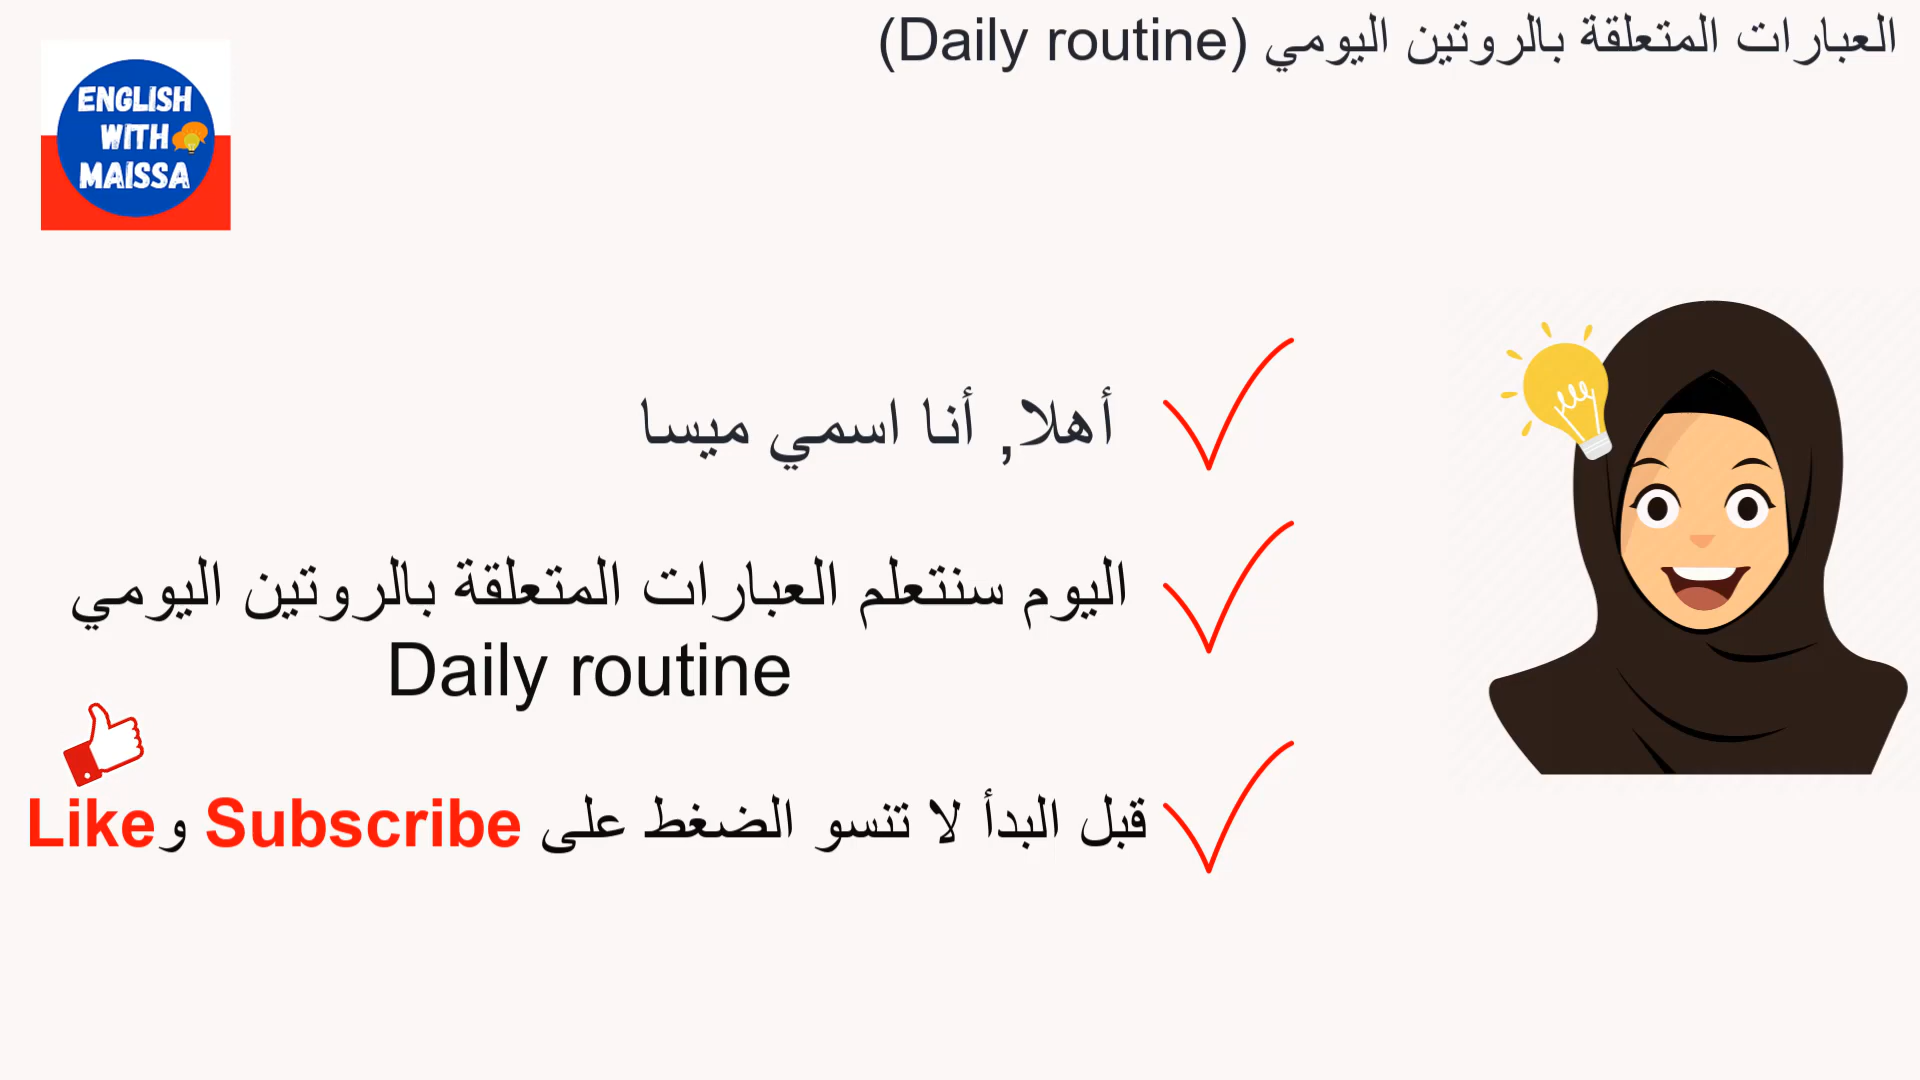 العبارات المتعلقة بالروتين اليومي (Daily routine)
ENGLISH
WITH
MAISSA
أهلا, أنا اسمي ميسا
اليوم سنتعلم العبارات المتعلقة بالروتين اليومي
Daily routine
قبل البدأ لا تنسو الضغط على Subscribe وLike